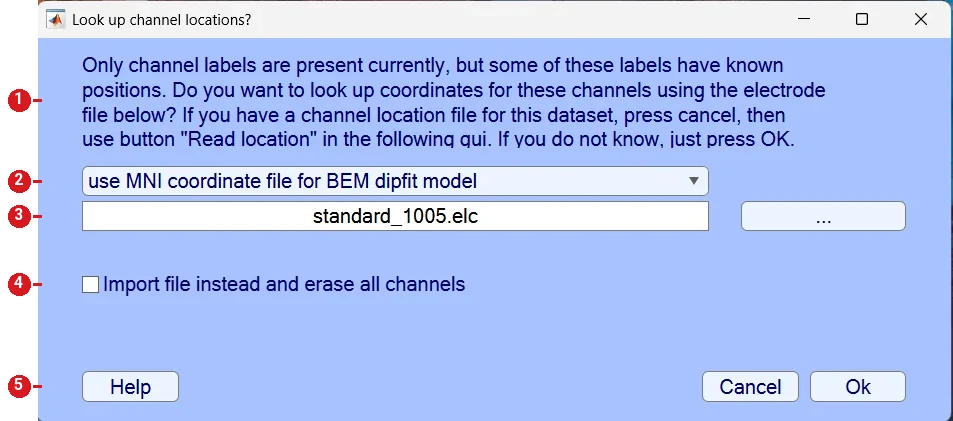 Look up channel locations?
Only channel labels are present currently, but some of these labels have known
positions. Do you want to look up coordinates for these channels using the electrode
1
file below? If you have a channel location file for this dataset, press cancel, then
use button "Read location" in the following gui. If you do not know, just press OK.
2
use MNI coordinate file for BEM dipfit model
3
standard_1005.elc
...
4
Import file instead and erase all channels
5
Help
Cancel
Ok